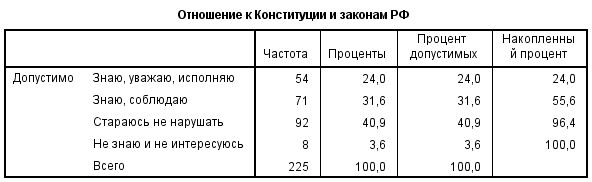 Отношение к Конституции и законам РФ
Частота Проценты Процент допустимых Накопленны й процент
Допустимо Знаю, уважаю, исполняю 54 24,0 24,0 24,0
Знаю, соблюдаю 71 31,6 31,6 55,6
Стараюсь не нарушать 92 40,9 40,9 96,4
Не знаю и не интересуюсь 8 3,6 3,6 100,0
Всего 225 100,0 100,0